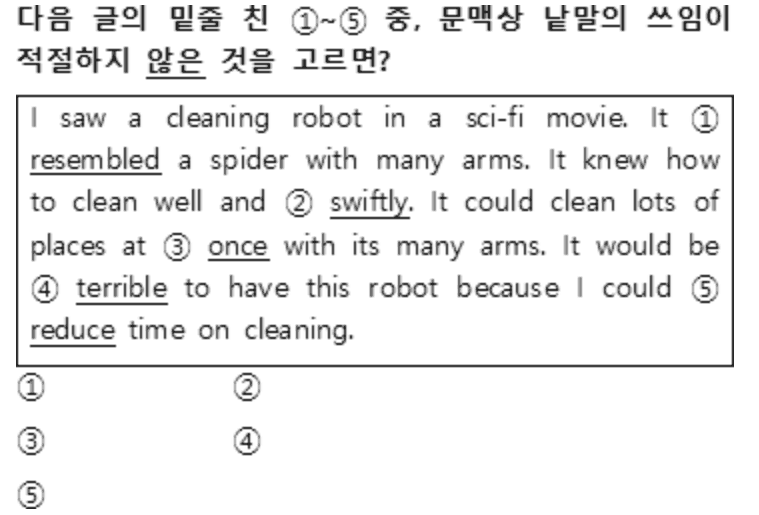 다음 글의 밑줄 친 ①~⑤ 중, 문맥상 낱말의 쓰임이
적절하지 않은 것을 고르면?
I saw a cleaning robot in a sci-fi movie. It ①
resembled a spider with many arms. It knew how
to clean well and ② swiftly. It could clean lots of
places at ③ once with its many arms. It would be
④ terrible to have this robot because I could ⑤
reduce time on cleaning.
① ②
③ ④
⑤